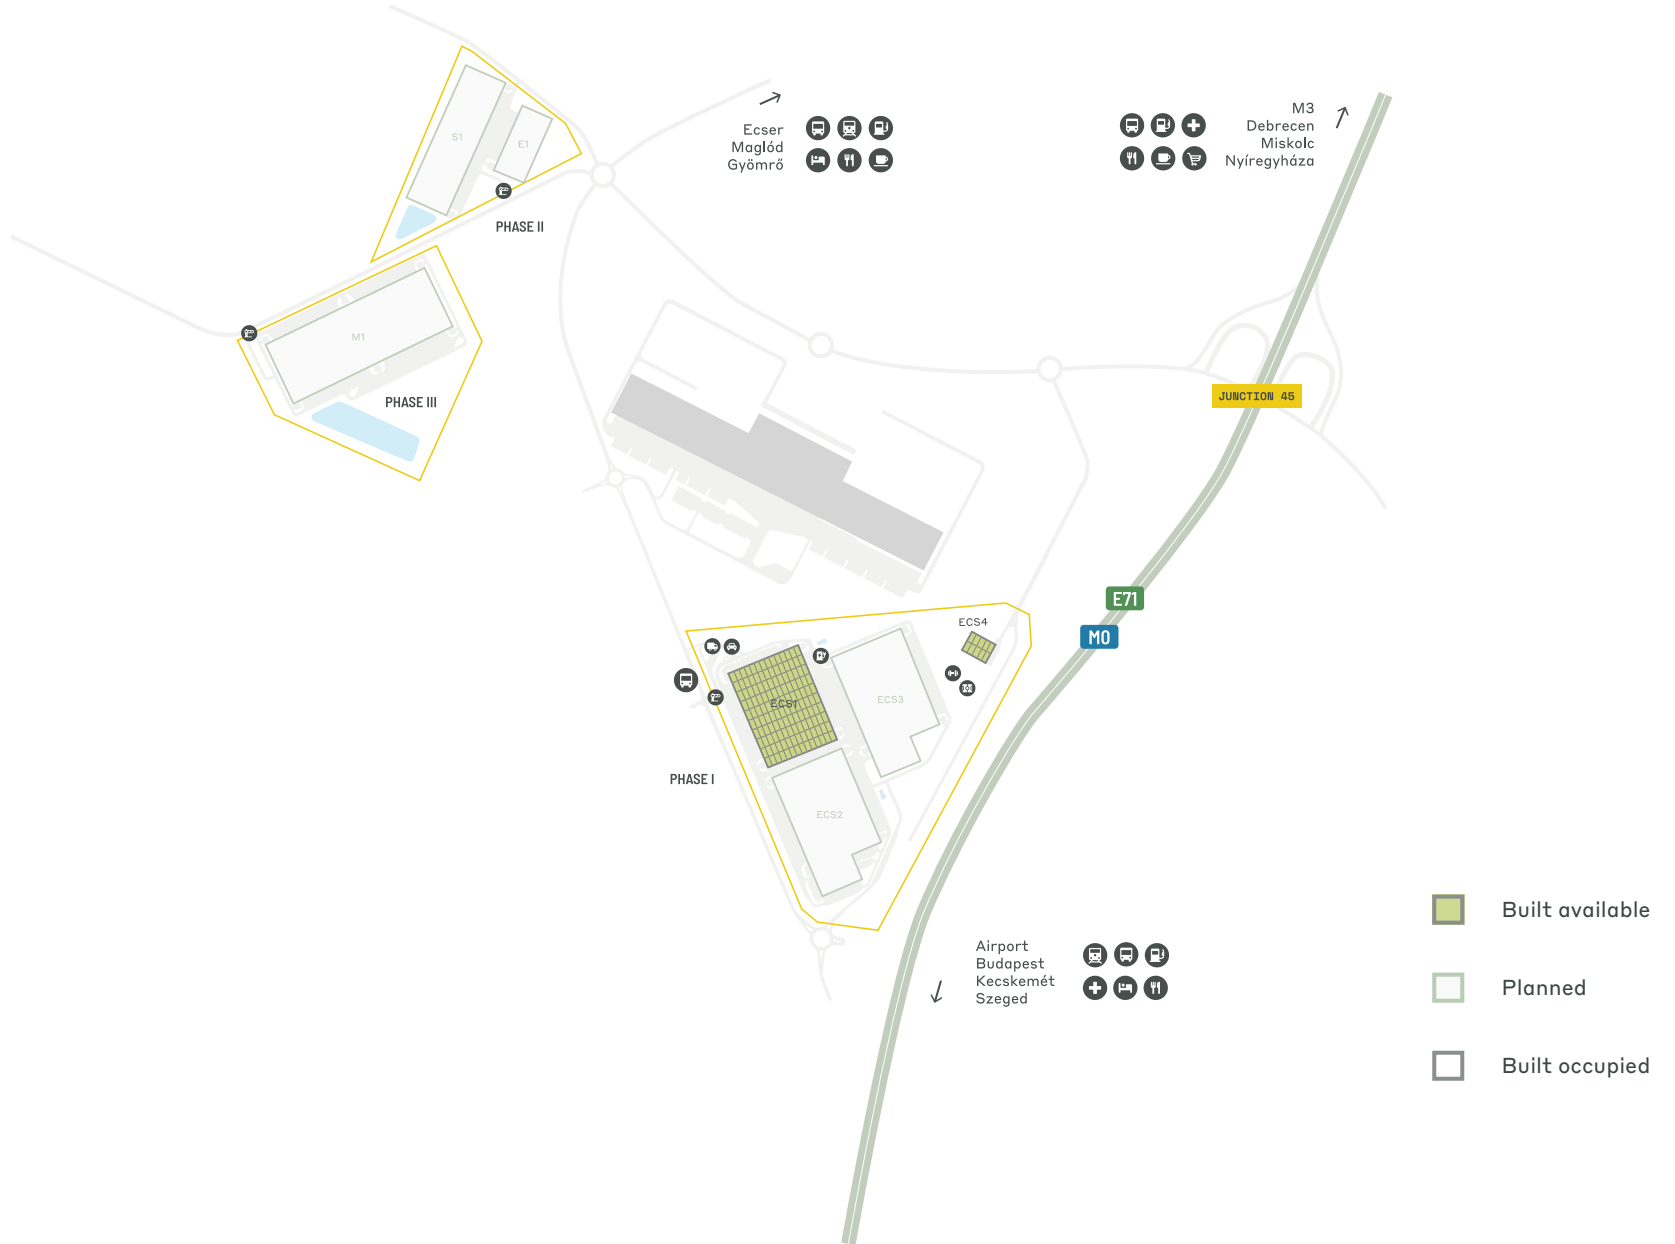 S1
E1
PHASE II
Ecser
Maglód
Gyömrő
M3
Debrecen
Miskolc
Nyíregyháza
M1
PHASE III
JUNCTION 45
E71
M0
ECS4
ECS1
ECS3
PHASE I
ECS2
Built available
Airport
Budapest
Kecskemét
Szeged
Planned
Built occupied